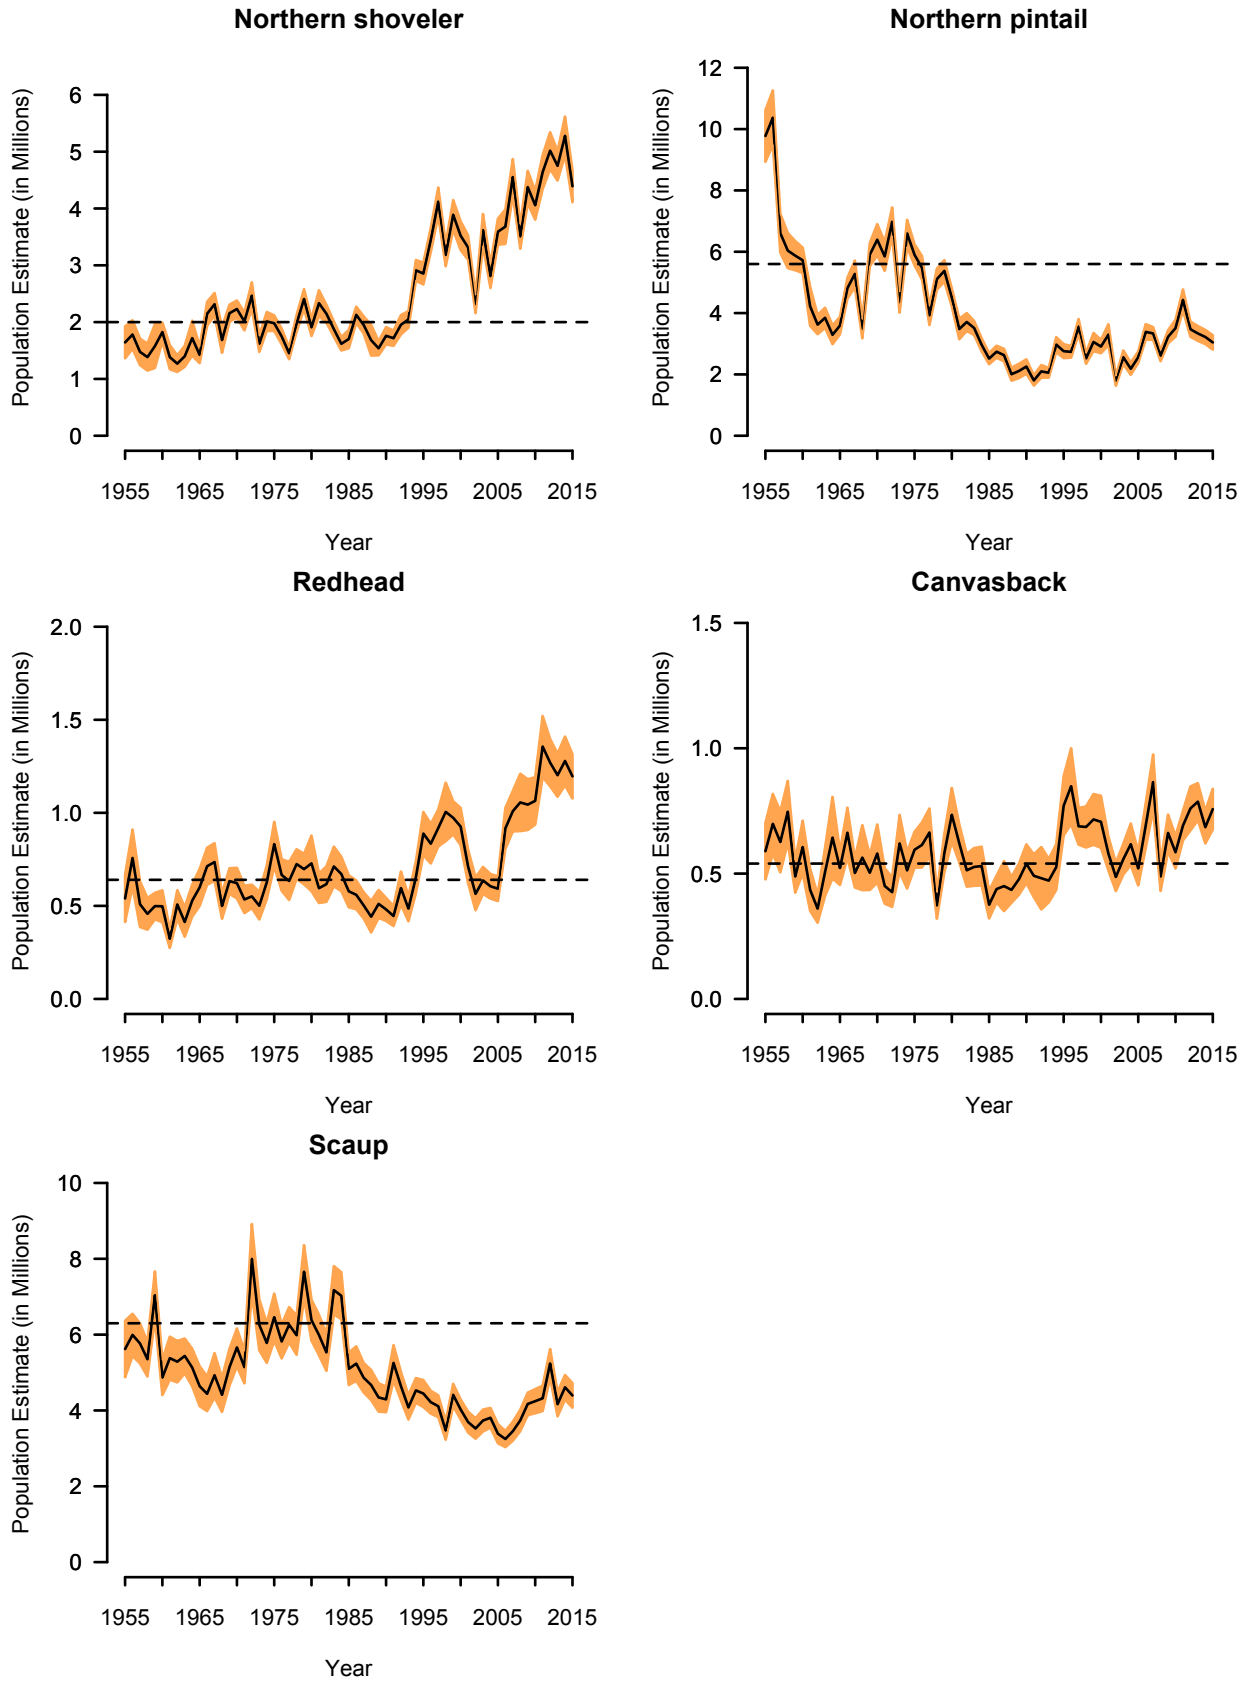 Northern shoveler
Population Estimate (in Millions)
6
5
4
3
2
1
0
1955 1965 1975 1985 1995 2005 2015
Year
Northern pintail
Population Estimate (in Millions)
12
10
8
6
4
2
0
1955 1965 1975 1985 1995 2005 2015
Year
Redhead
Population Estimate (in Millions)
2.0
1.5
1.0
0.5
0.0
1955 1965 1975 1985 1995 2005 2015
Year
Canvasback
Population Estimate (in Millions)
1.5
1.0
0.5
0.0
1955 1965 1975 1985 1995 2005 2015
Year
Scaup
Population Estimate (in Millions)
10
8
6
4
2
0
1955 1965 1975 1985 1995 2005 2015
Year